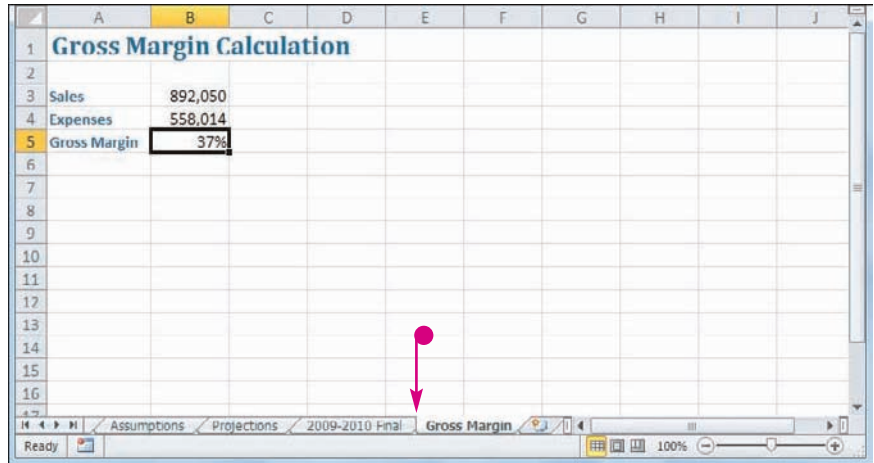 A B C D E F G H I J
1 Gross Margin Calculation
2
3 Sales 892,050
4 Expenses 558,014
5 Gross Margin 37%
6
7
8
9
10
11
12
13
14
15
16
17
Assumptions Projections 2009-2010 Final Gross Margin
Ready 100%